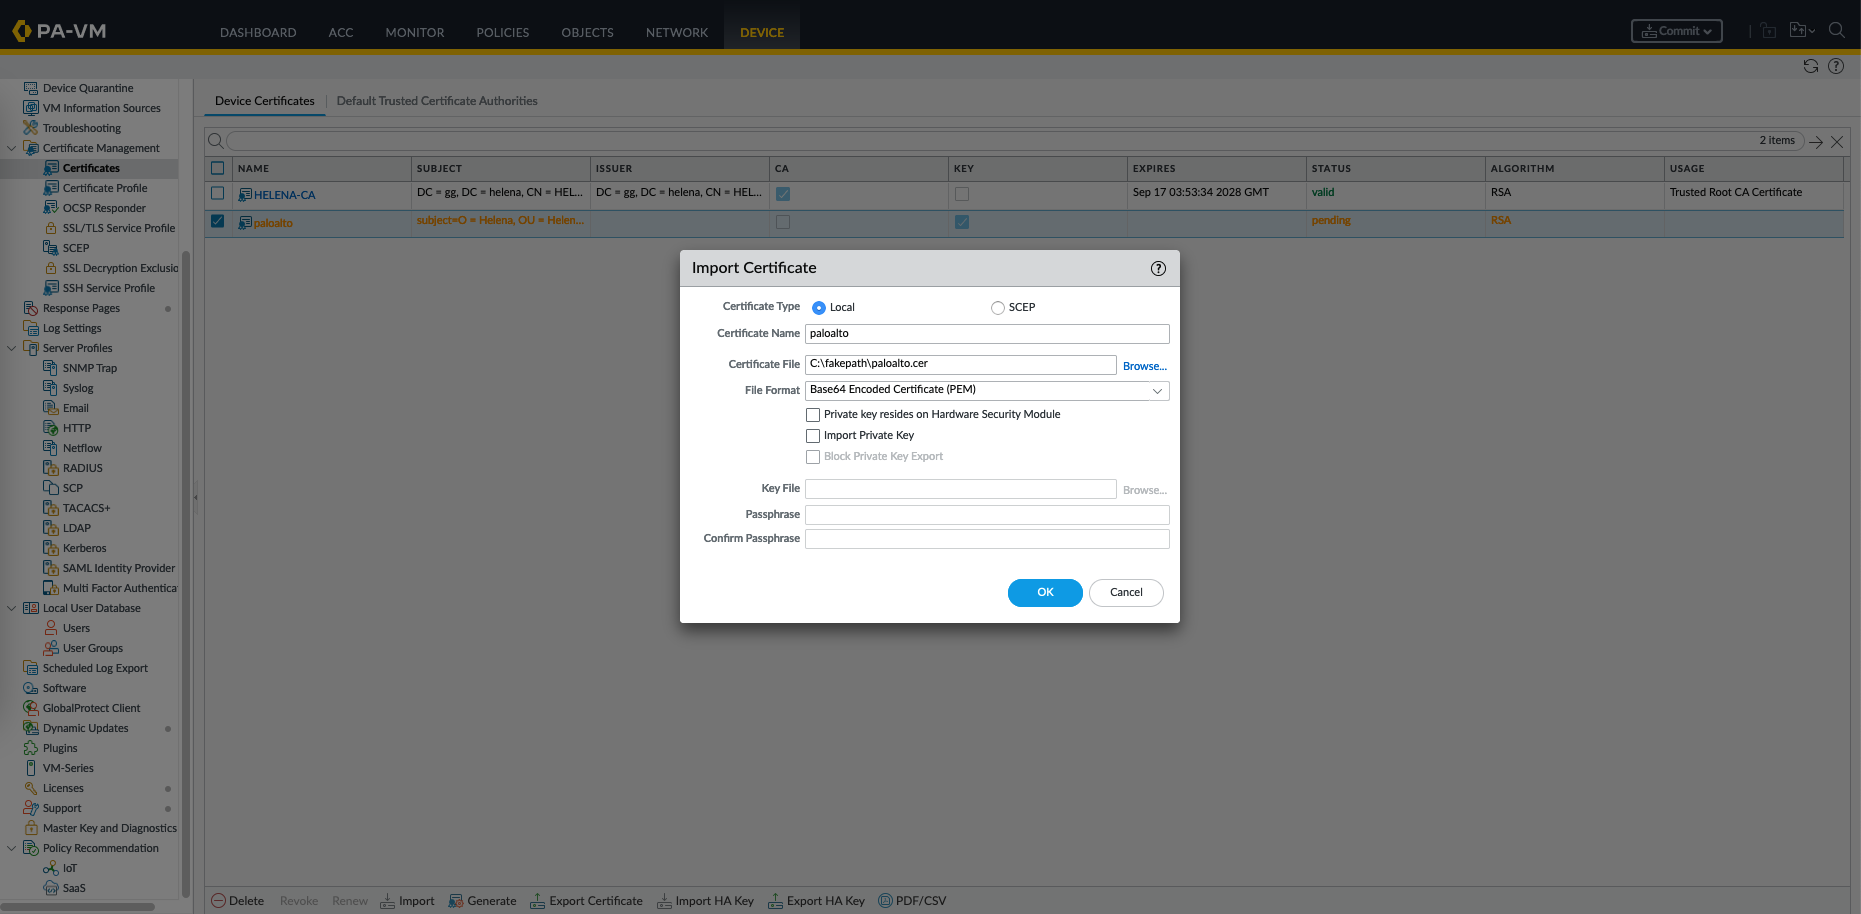 PA-VM
DASHBOARD ACC MONITOR POLICIES OBJECTS NETWORK DEVICE
Commit
Device Quarantine
VM Information Sources
Troubleshooting
Certificate Management
Certificates
Certificate Profile
OCSP Responder
SSL/TLS Service Profile
SCEP
SSL Decryption Exclusio
SSH Service Profile
Response Pages
Log Settings
Server Profiles
SNMP Trap
Syslog
Email
HTTP
Netflow
RADIUS
SCP
TACACS+
LDAP
Kerberos
SAML Identity Provider
Multi Factor Authentica
Local User Database
Users
User Groups
Scheduled Log Export
Software
GlobalProtect Client
Dynamic Updates
Plugins
VM-Series
Licenses
Support
Master Key and Diagnostics
Policy Recommendation
IoT
SaaS
Device Certificates Default Trusted Certificate Authorities
2 items
NAME SUBJECT ISSUER CA KEY EXPIRES STATUS ALGORITHM USAGE
HELENA-CA DC = gg, DC = helena, CN = HEL... DC = gg, DC = helena, CN = HEL... Sep 17 03:53:34 2028 GMT valid RSA Trusted Root CA Certificate
paloalto subject=O = Helena, OU = Helen... pending RSA
Import Certificate
Certificate Type Local SCEP
Certificate Name paloalto
Certificate File C:\fakepath\paloalto.cer Browse...
File Format Base64 Encoded Certificate (PEM)
Private key resides on Hardware Security Module
Import Private Key
Block Private Key Export
Key File Browse...
Passphrase
Confirm Passphrase
OK Cancel
Delete Revoke Renew Import Generate Export Certificate Import HA Key Export HA Key PDF/CSV